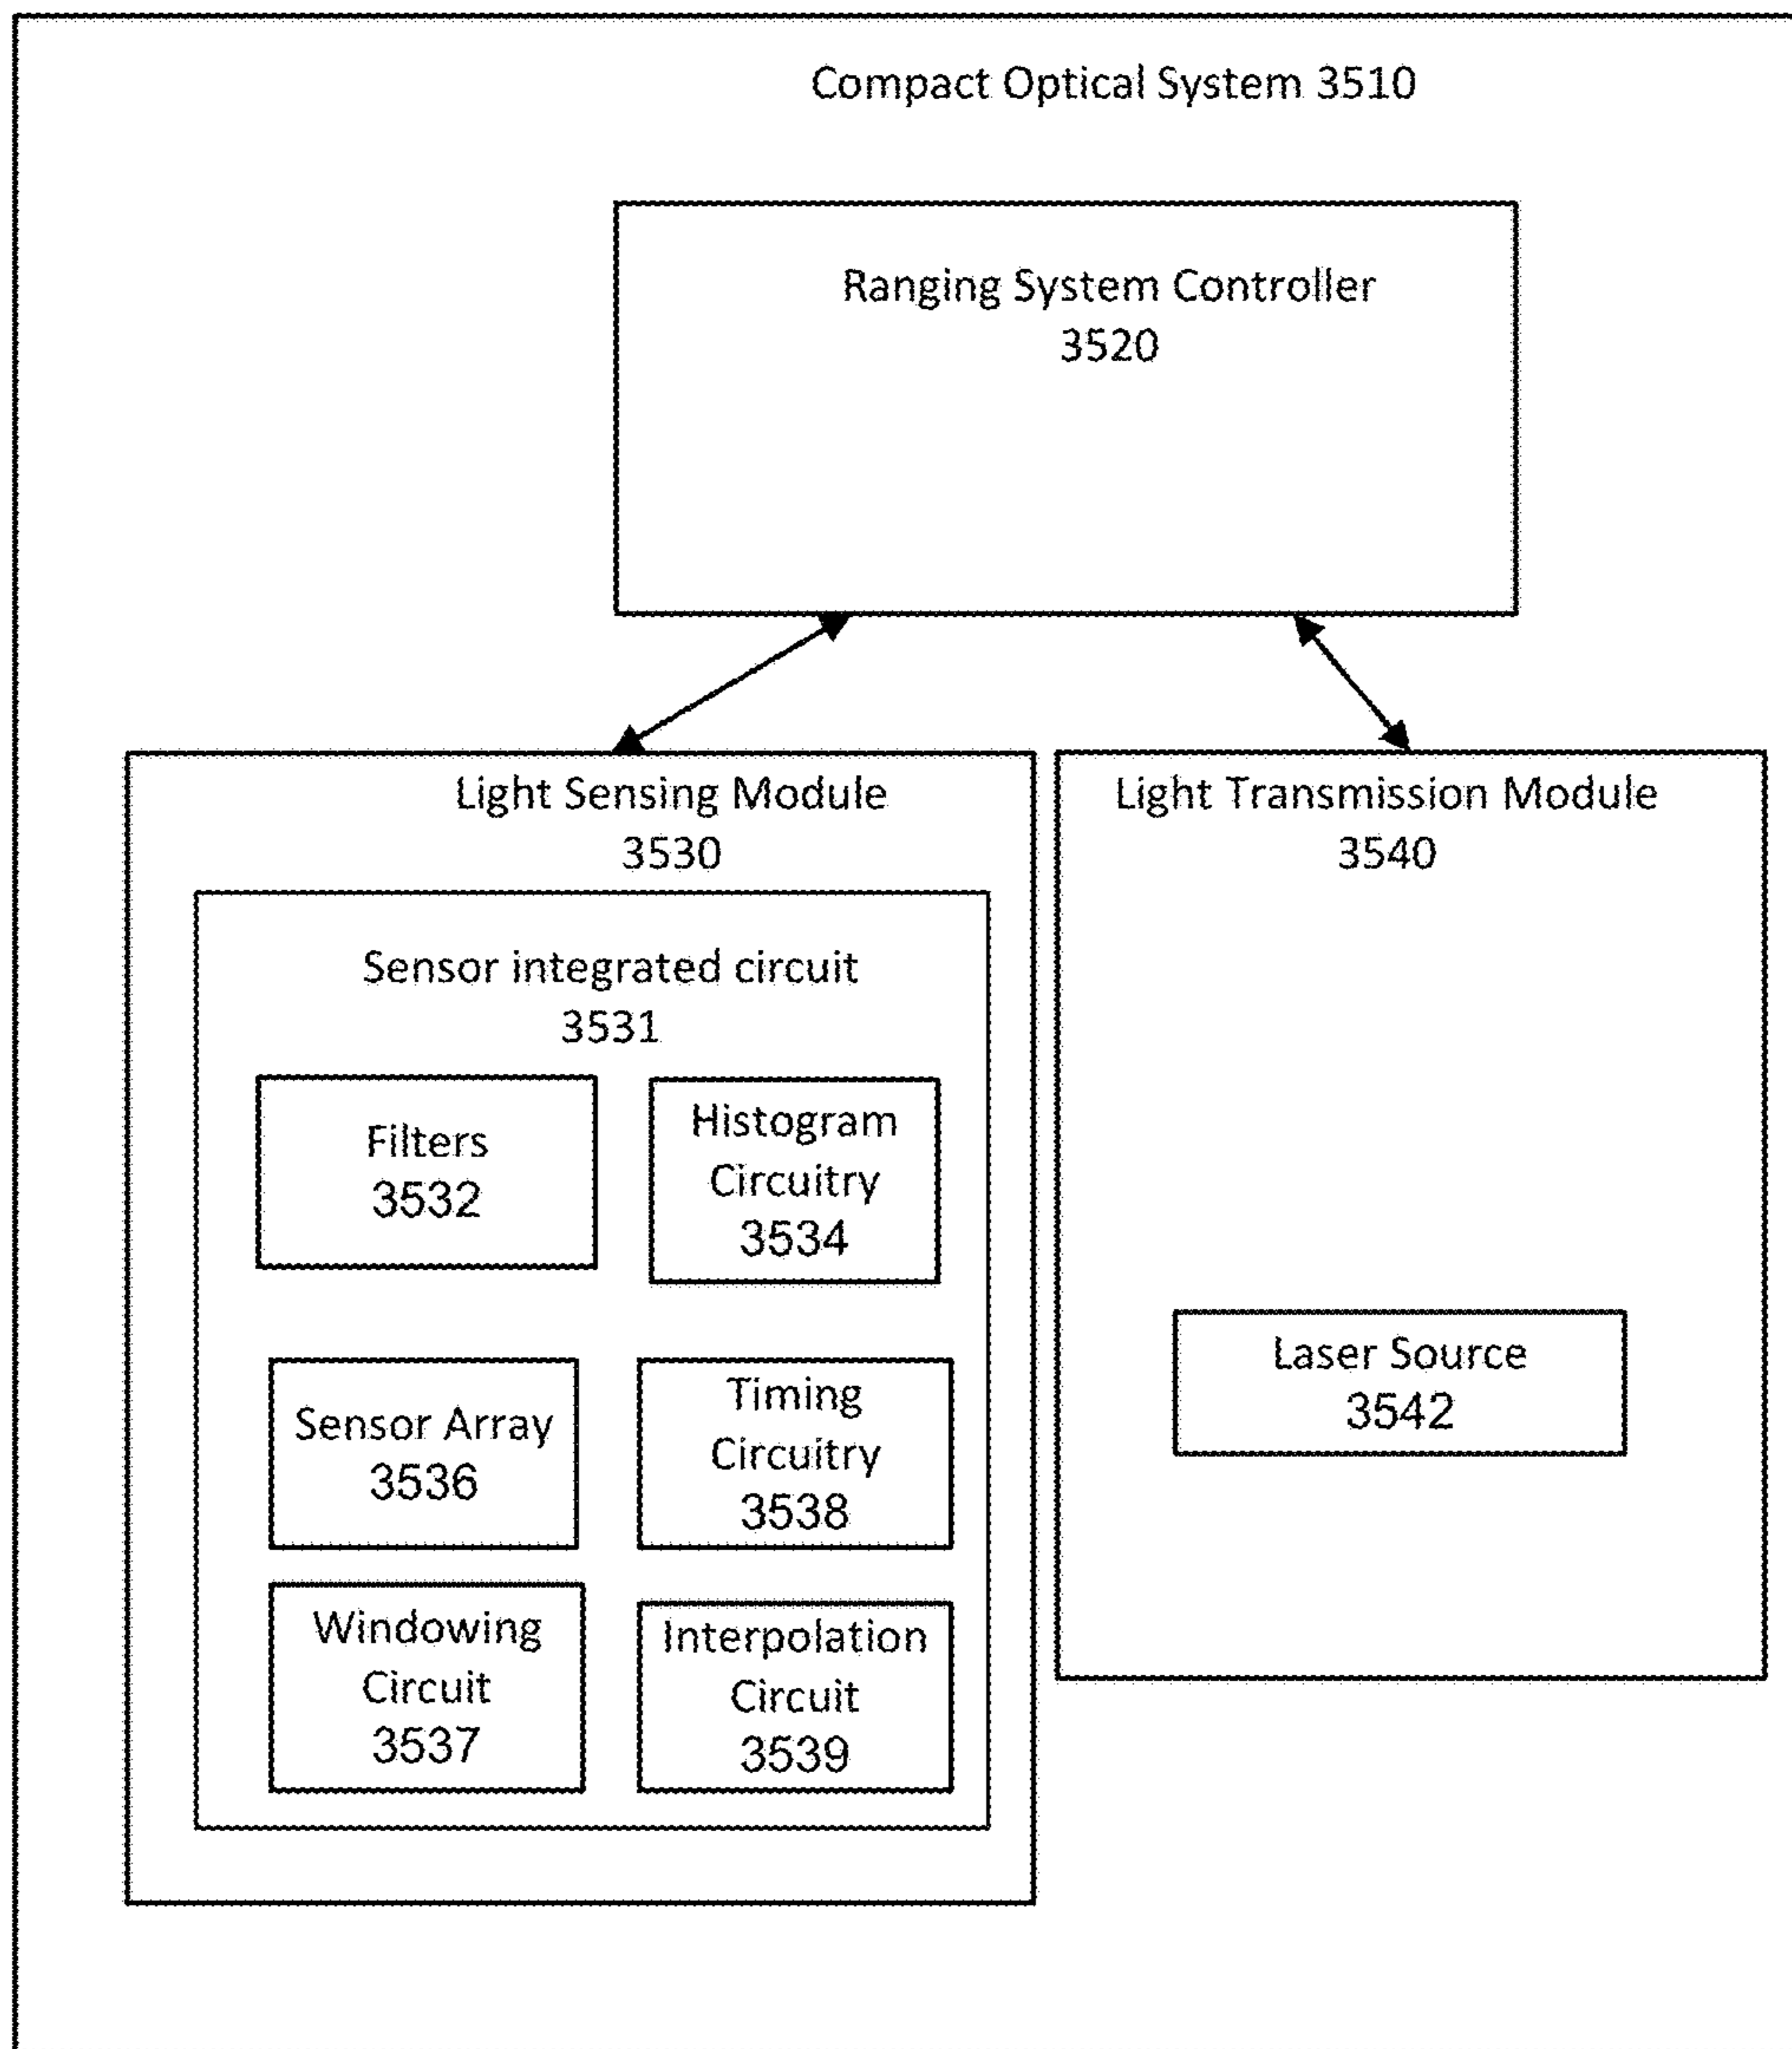 Compact Optical System 3510
Ranging System Controller
3520
Light Sensing Module
3530
Sensor integrated circuit
3531
Filters
3532
Histogram
Circuitry
3534
Sensor Array
3536
Timing
Circuitry
3538
Windowing
Circuit
3537
Interpolation
Circuit
3539
Light Transmission Module
3540
Laser Source
3542